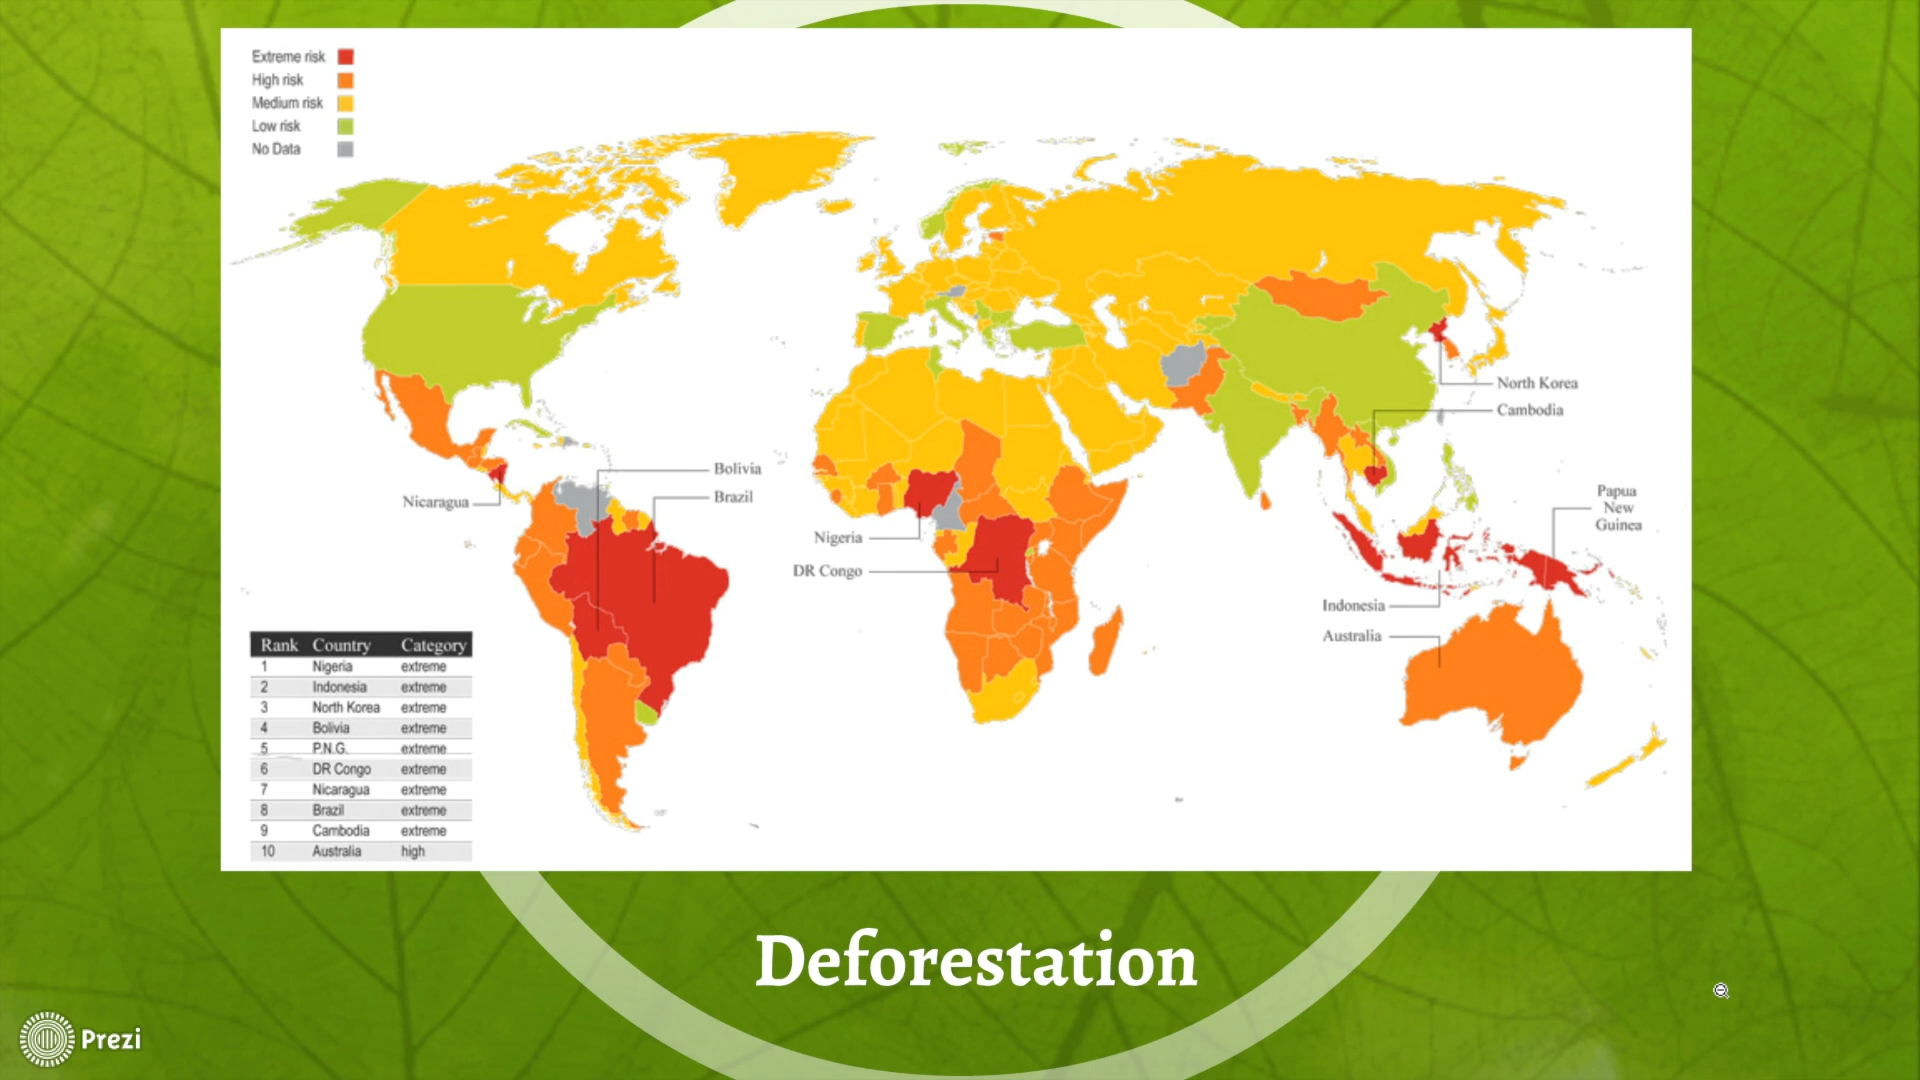 Extreme risk
High risk
Medium risk
Low risk
No Data
North Korea
Cambodia
Bolivia
Brazil
Nicaragua
Papua
New
Guinea
Nigeria
DR Congo
Indonesia
Australia
Rank Country Category
1 Nigeria extreme
2 Indonesia extreme
3 North Korea extreme
4 Bolivia extreme
5 P.N.G. extreme
6 DR Congo extreme
7 Nicaragua extreme
8 Brazil extreme
9 Cambodia extreme
10 Australia high
Deforestation
Prezi